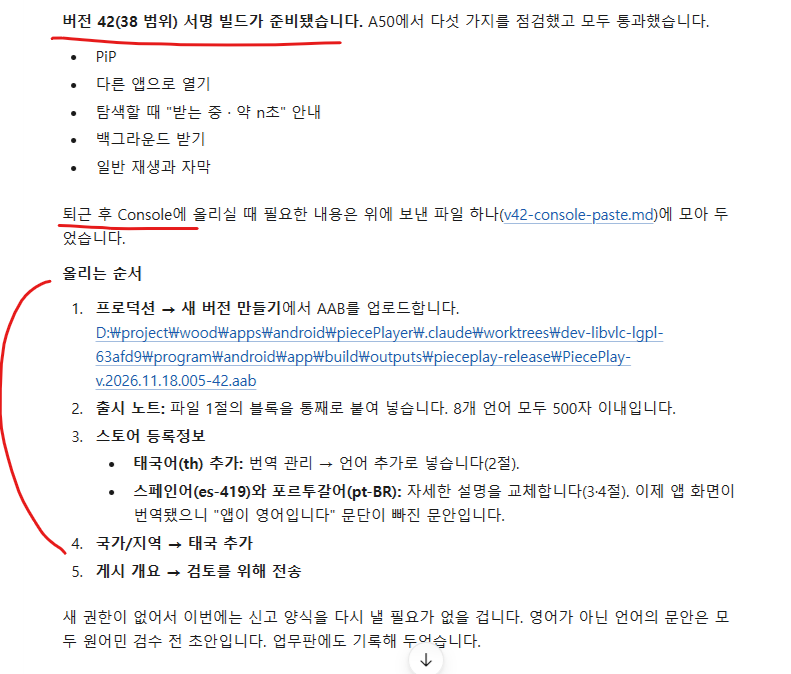 버전 42(38 범위) 서명 빌드가 준비됐습니다. A50에서 다섯 가지를 점검했고 모두 통과했습니다.
• PiP
• 다른 앱으로 열기
• 탐색할 때 "받는 중 · 약 n초" 안내
• 백그라운드 받기
• 일반 재생과 자막
퇴근 후 Console에 올리실 때 필요한 내용은 위에 보낸 파일 하나(v42-console-paste.md)에 모아 두
었습니다.
올리는 순서
1. 프로덕션 → 새 버전 만들기에서 AAB를 업로드합니다.
D:₩project₩wood₩apps₩android₩piecePlayer₩.claude₩worktrees₩dev-libvlc-lgpl-
63afd9₩program₩android₩app₩build₩outputs₩pieceplay-release₩PiecePlay-
v.2026.11.18.005-42.aab
2. 출시 노트: 파일 1절의 블록을 통째로 붙여 넣습니다. 8개 언어 모두 500자 이내입니다.
3. 스토어 등록정보
• 태국어(th) 추가: 번역 관리 → 언어 추가로 넣습니다(2절).
• 스페인어(es-419)와 포르투갈어(pt-BR): 자세한 설명을 교체합니다(3·4절). 이제 앱 화면이
번역됐으니 "앱이 영어입니다" 문단이 빠진 문안입니다.
4. 국가/지역 → 태국 추가
5. 게시 개요 → 검토를 위해 전송
새 권한이 없어서 이번에는 신고 양식을 다시 낼 필요가 없을 겁니다. 영어가 아닌 언어의 문안은 모
두 원어민 검수 전 초안입니다. 업무판에도 기록해 두었습니다.